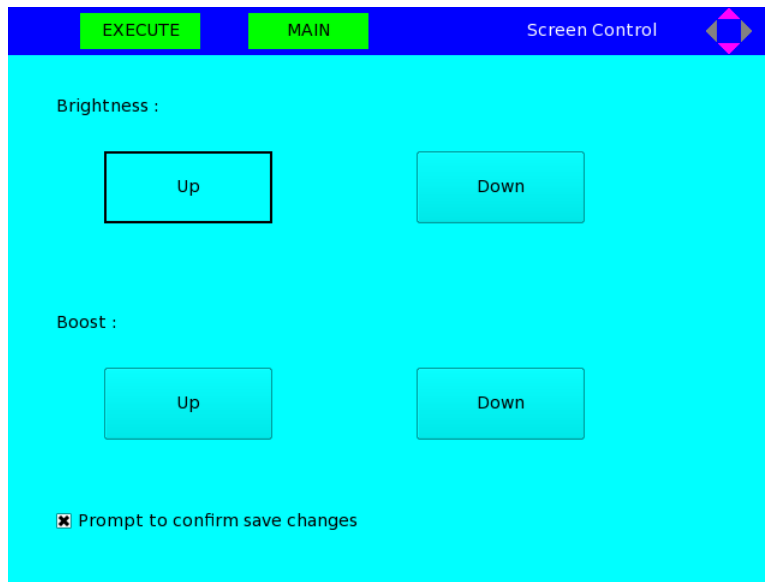 EXECUTE MAIN Screen Control
Brightness :
Up Down
Boost :
Up Down
Prompt to confirm save changes